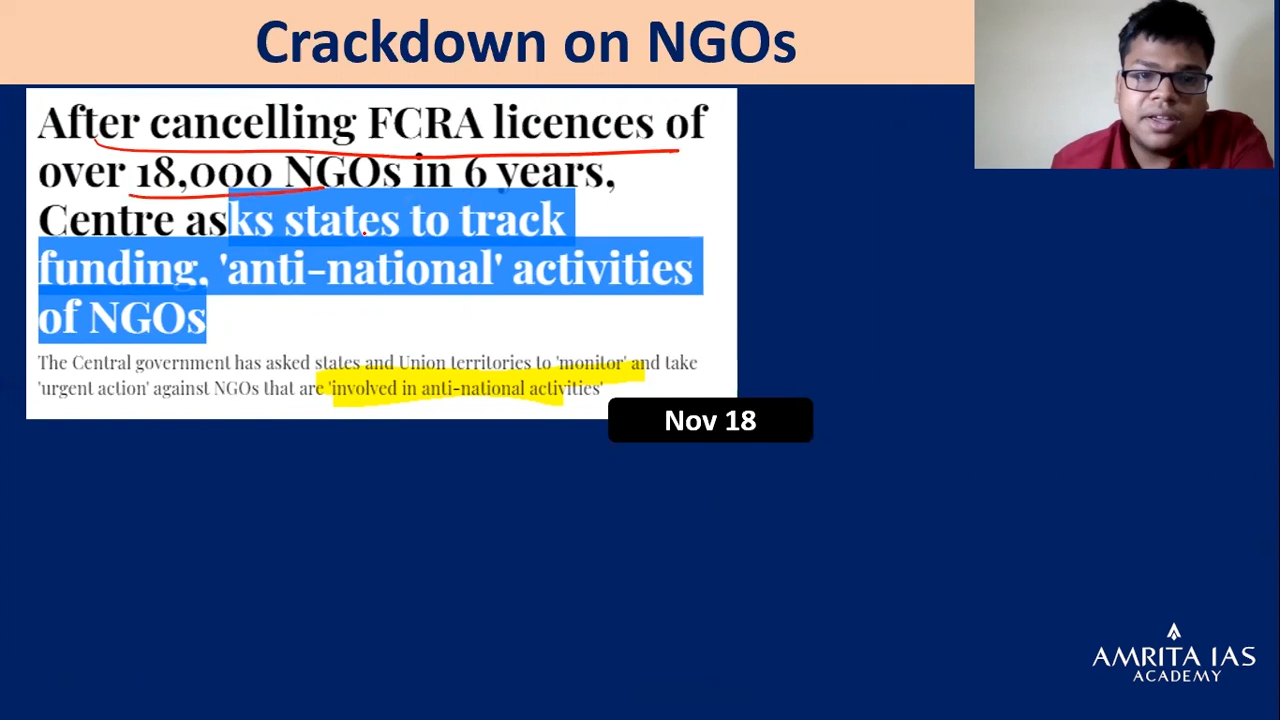 Crackdown on NGOs
After cancelling FCRA licences of
over 18,000 NGOs in 6 years,
Centre asks states to track
funding, 'anti-national' activities
of NGOs
The Central government has asked states and Union territories to 'monitor' and take
'urgent action' against NGOs that are 'involved in anti-national activities'
Nov 18
AMRITA IAS
ACADEMY